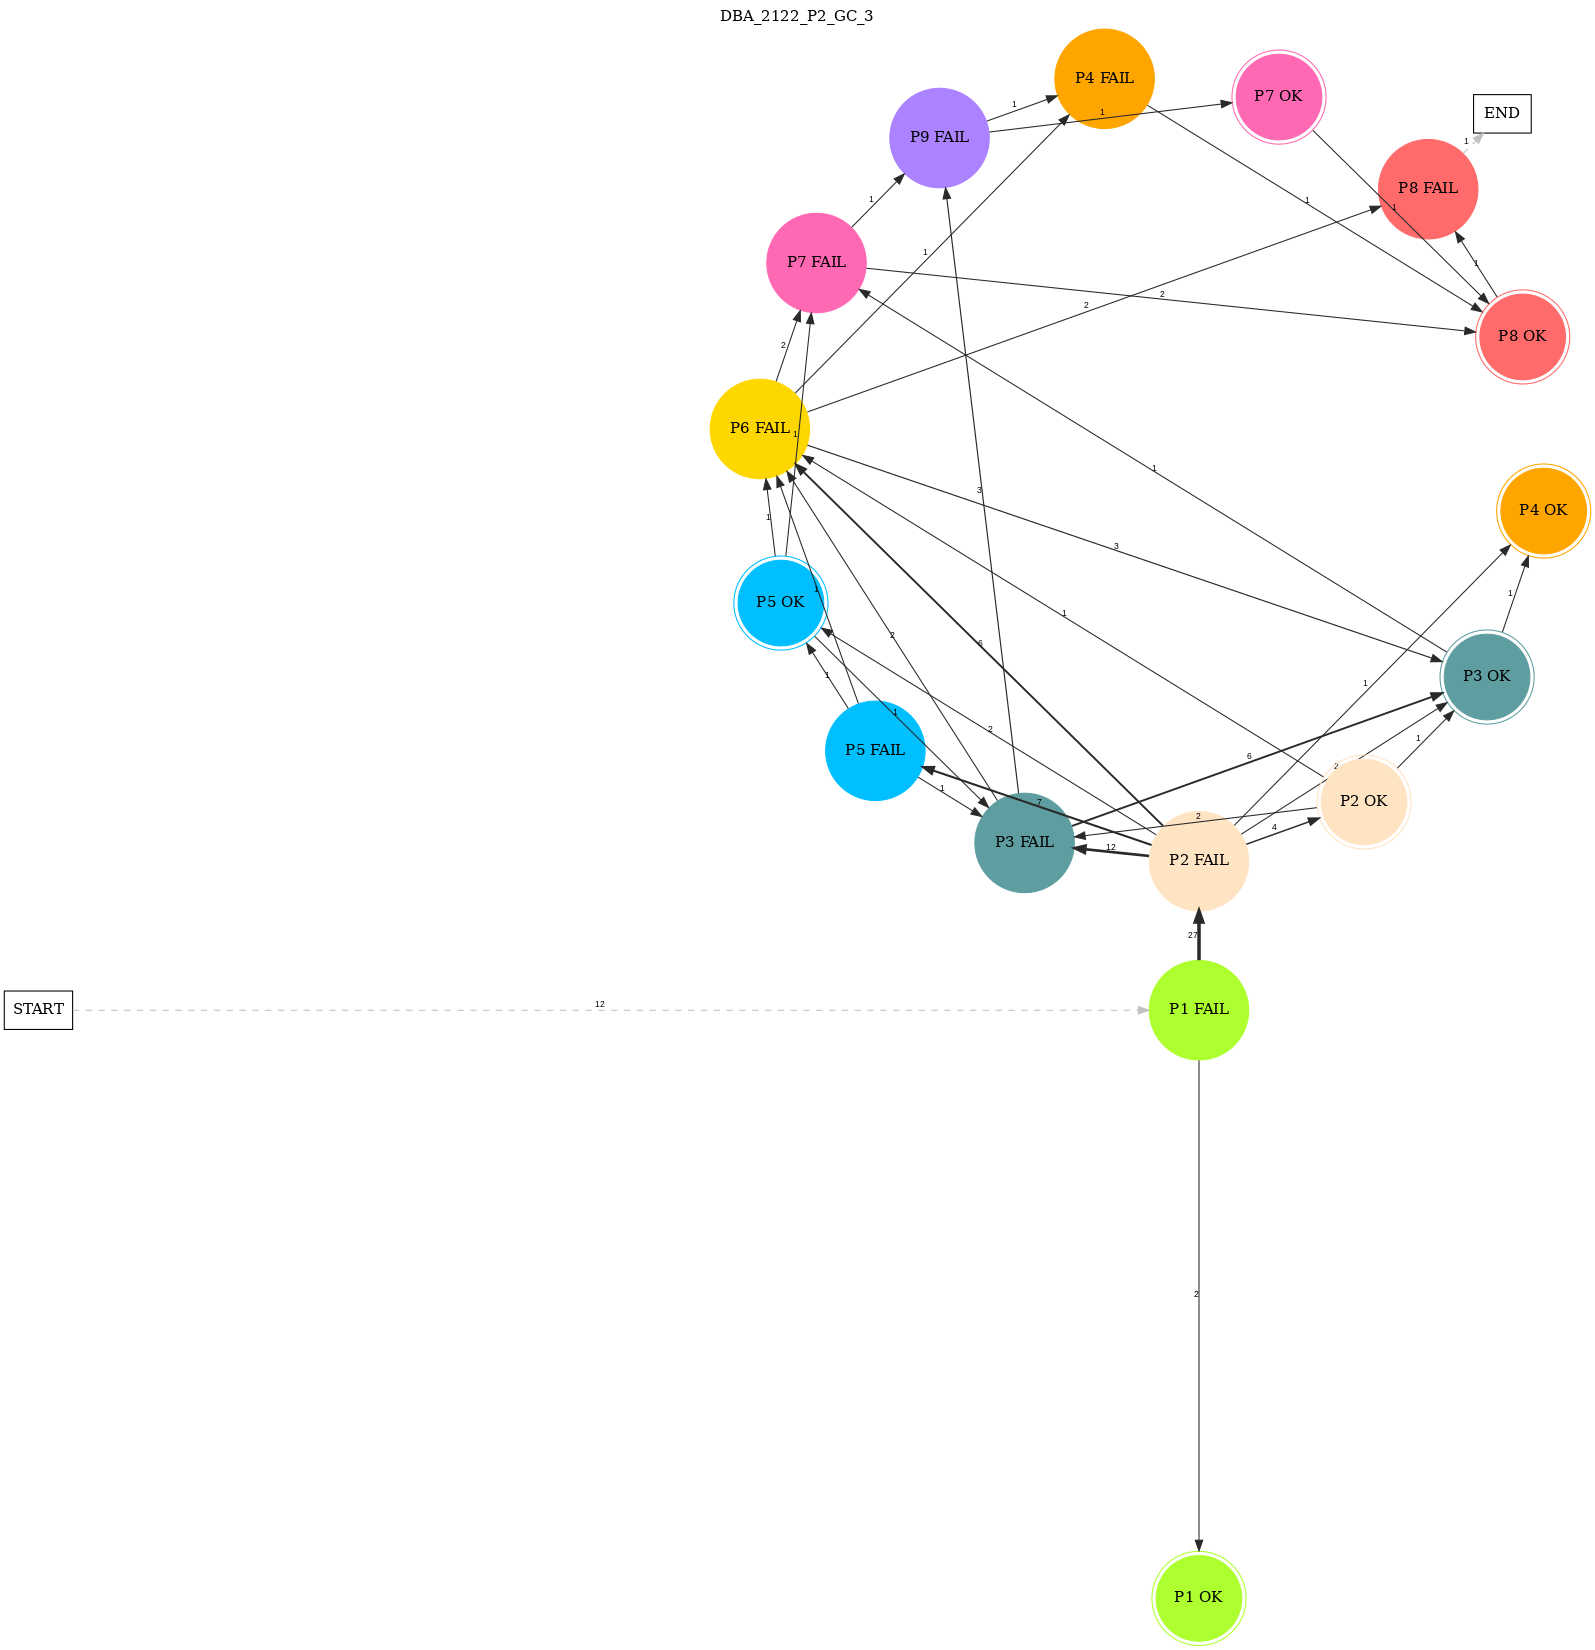 DBA_2122_P2_GC_3
P4 FAIL
P7 OK
1
END
1
P9 FAIL
1
P8 FAIL
1
1
1
P7 FAIL
1
1
2
2
P8 OK
2
P6 FAIL
1
3
P4 OK
1
3
1
1
1
P5 OK
1
2
6
1
P3 OK
1
2
1
1
2
P5 FAIL
6
2
1
7
P2 OK
2
4
P3 FAIL
12
P2 FAIL
27
START
12
P1 FAIL
2
P1 OK